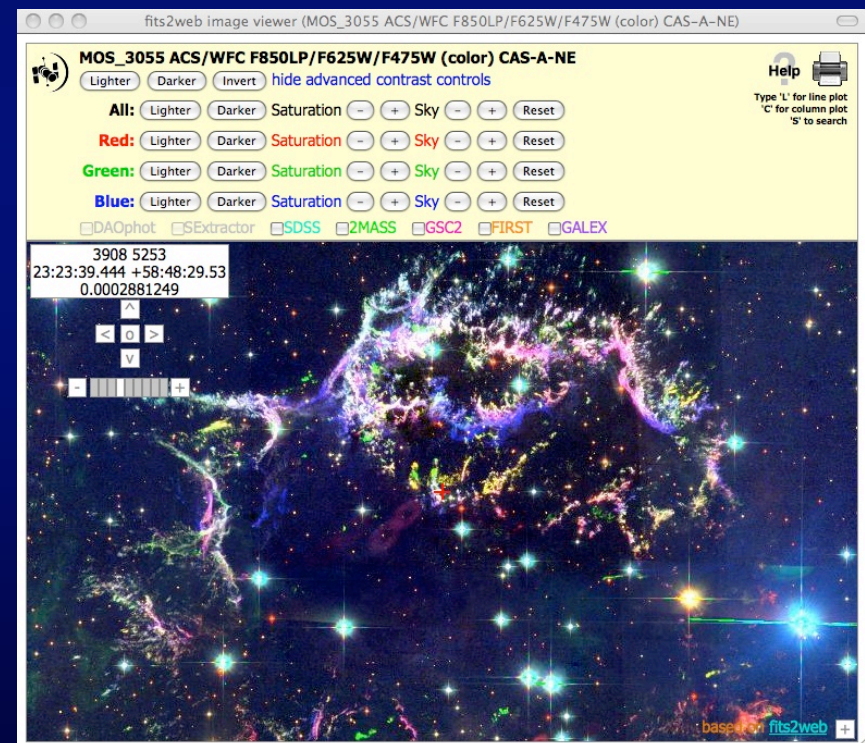 fits2web image viewer (MOS_3055 ACS/WFC F850LP/F625W/F475W (color) CAS-A-NE)
MOS_3055 ACS/WFC F850LP/F625W/F475W (color) CAS-A-NE
Lighter Darker Invert hide advanced contrast controls
All: Lighter Darker Saturation - + Sky - + Reset
Red: Lighter Darker Saturation - + Sky - + Reset
Green: Lighter Darker Saturation - + Sky - + Reset
Blue: Lighter Darker Saturation - + Sky - + Reset
DAOphot SExtractor SDSS 2MASS GSC2 FIRST GALEX
? Help
Type 'L' for line plot
'C' for column plot
'S' to search
3908 5253
23:23:39.444 +58:48:29.53
0.0002881249
^
< o >
v
- +
based on fits2web +